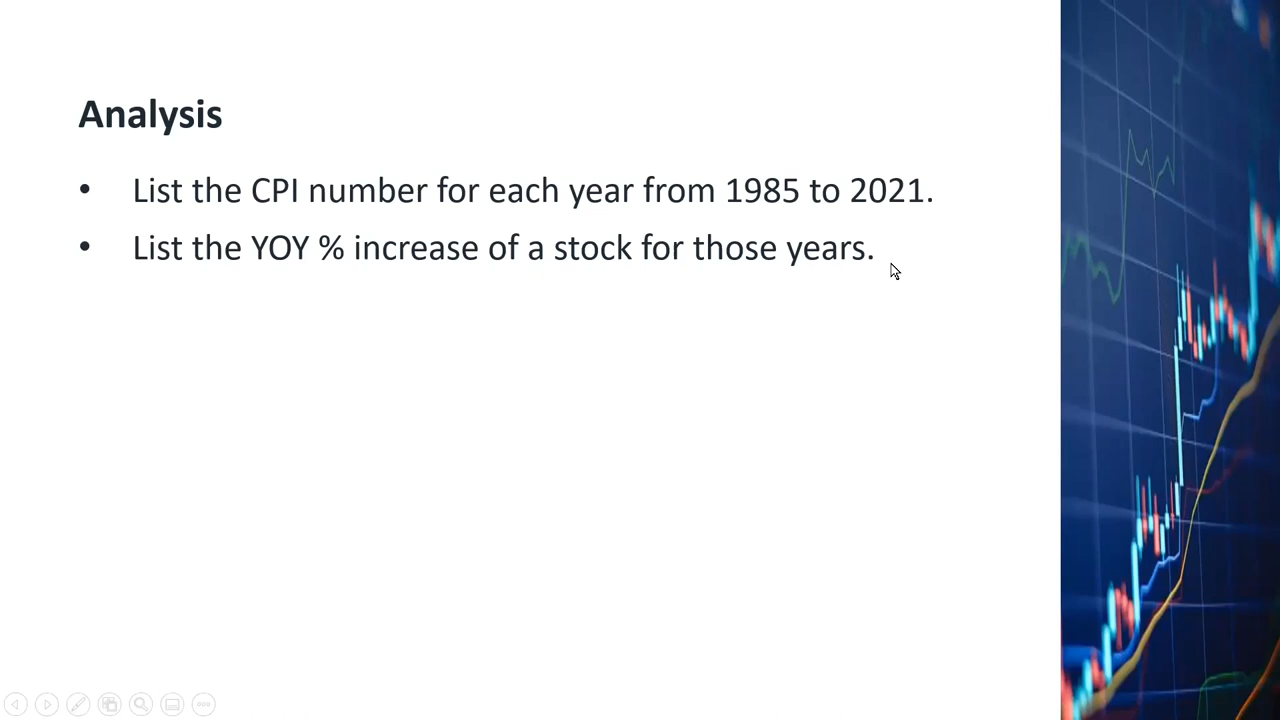 Analysis
• List the CPI number for each year from 1985 to 2021.
• List the YOY % increase of a stock for those years.